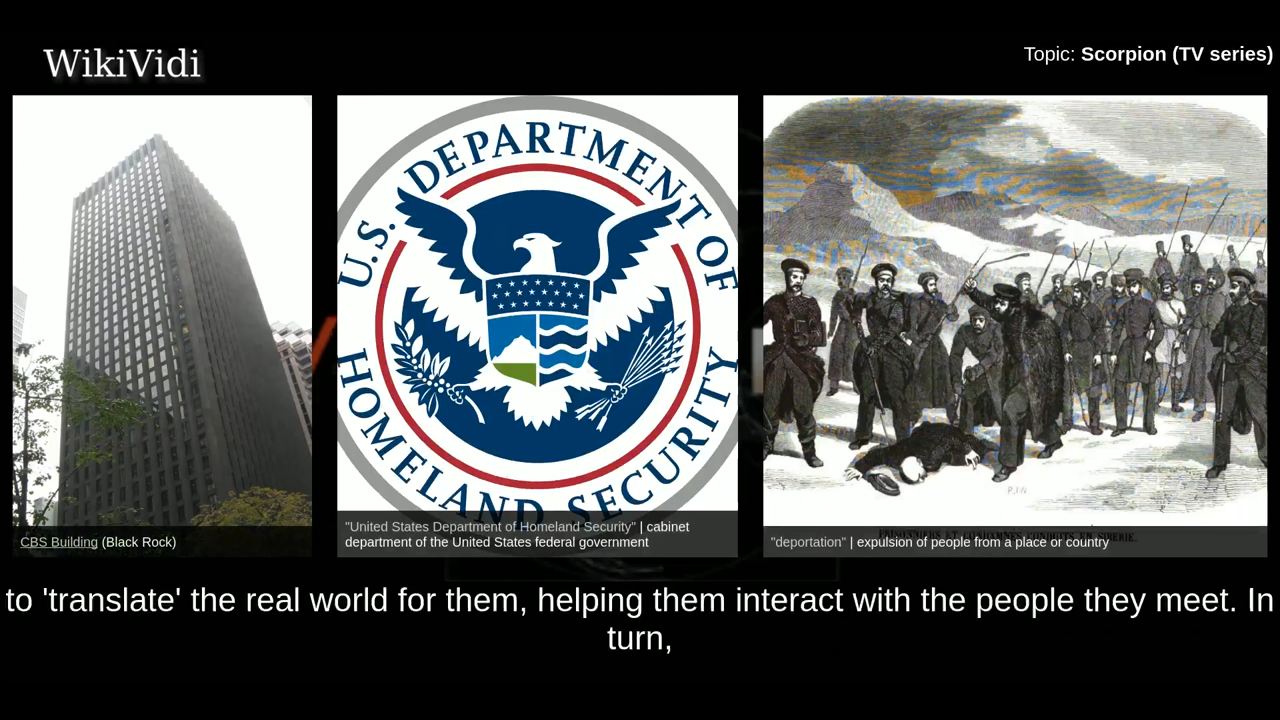 WikiVidi
Topic: Scorpion (TV series)
U.S. DEPARTMENT OF
HOMELAND SECURITY
CBS Building (Black Rock)
"United States Department of Homeland Security" | cabinet
department of the United States federal government
"deportation" | expulsion of people from a place or country
to 'translate' the real world for them, helping them interact with the people they meet. In
turn,